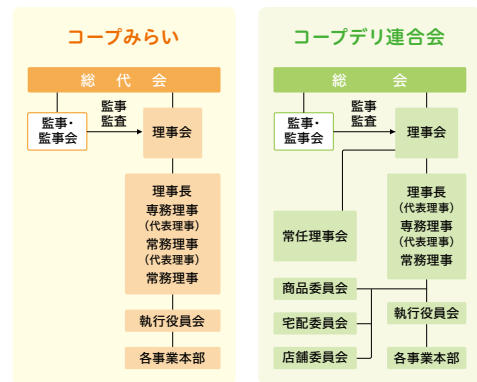 コープみらい
総代会
監事・
監事会
監事
監査
理事会
理事長
専務理事
(代表理事)
常務理事
(代表理事)
常務理事
執行役員会
各事業本部
コープデリ連合会
総会
監事・
監事会
監事
監査
理事会
常任理事会
理事長
(代表理事)
専務理事
(代表理事)
常務理事
商品委員会
宅配委員会
店舗委員会
執行役員会
各事業本部